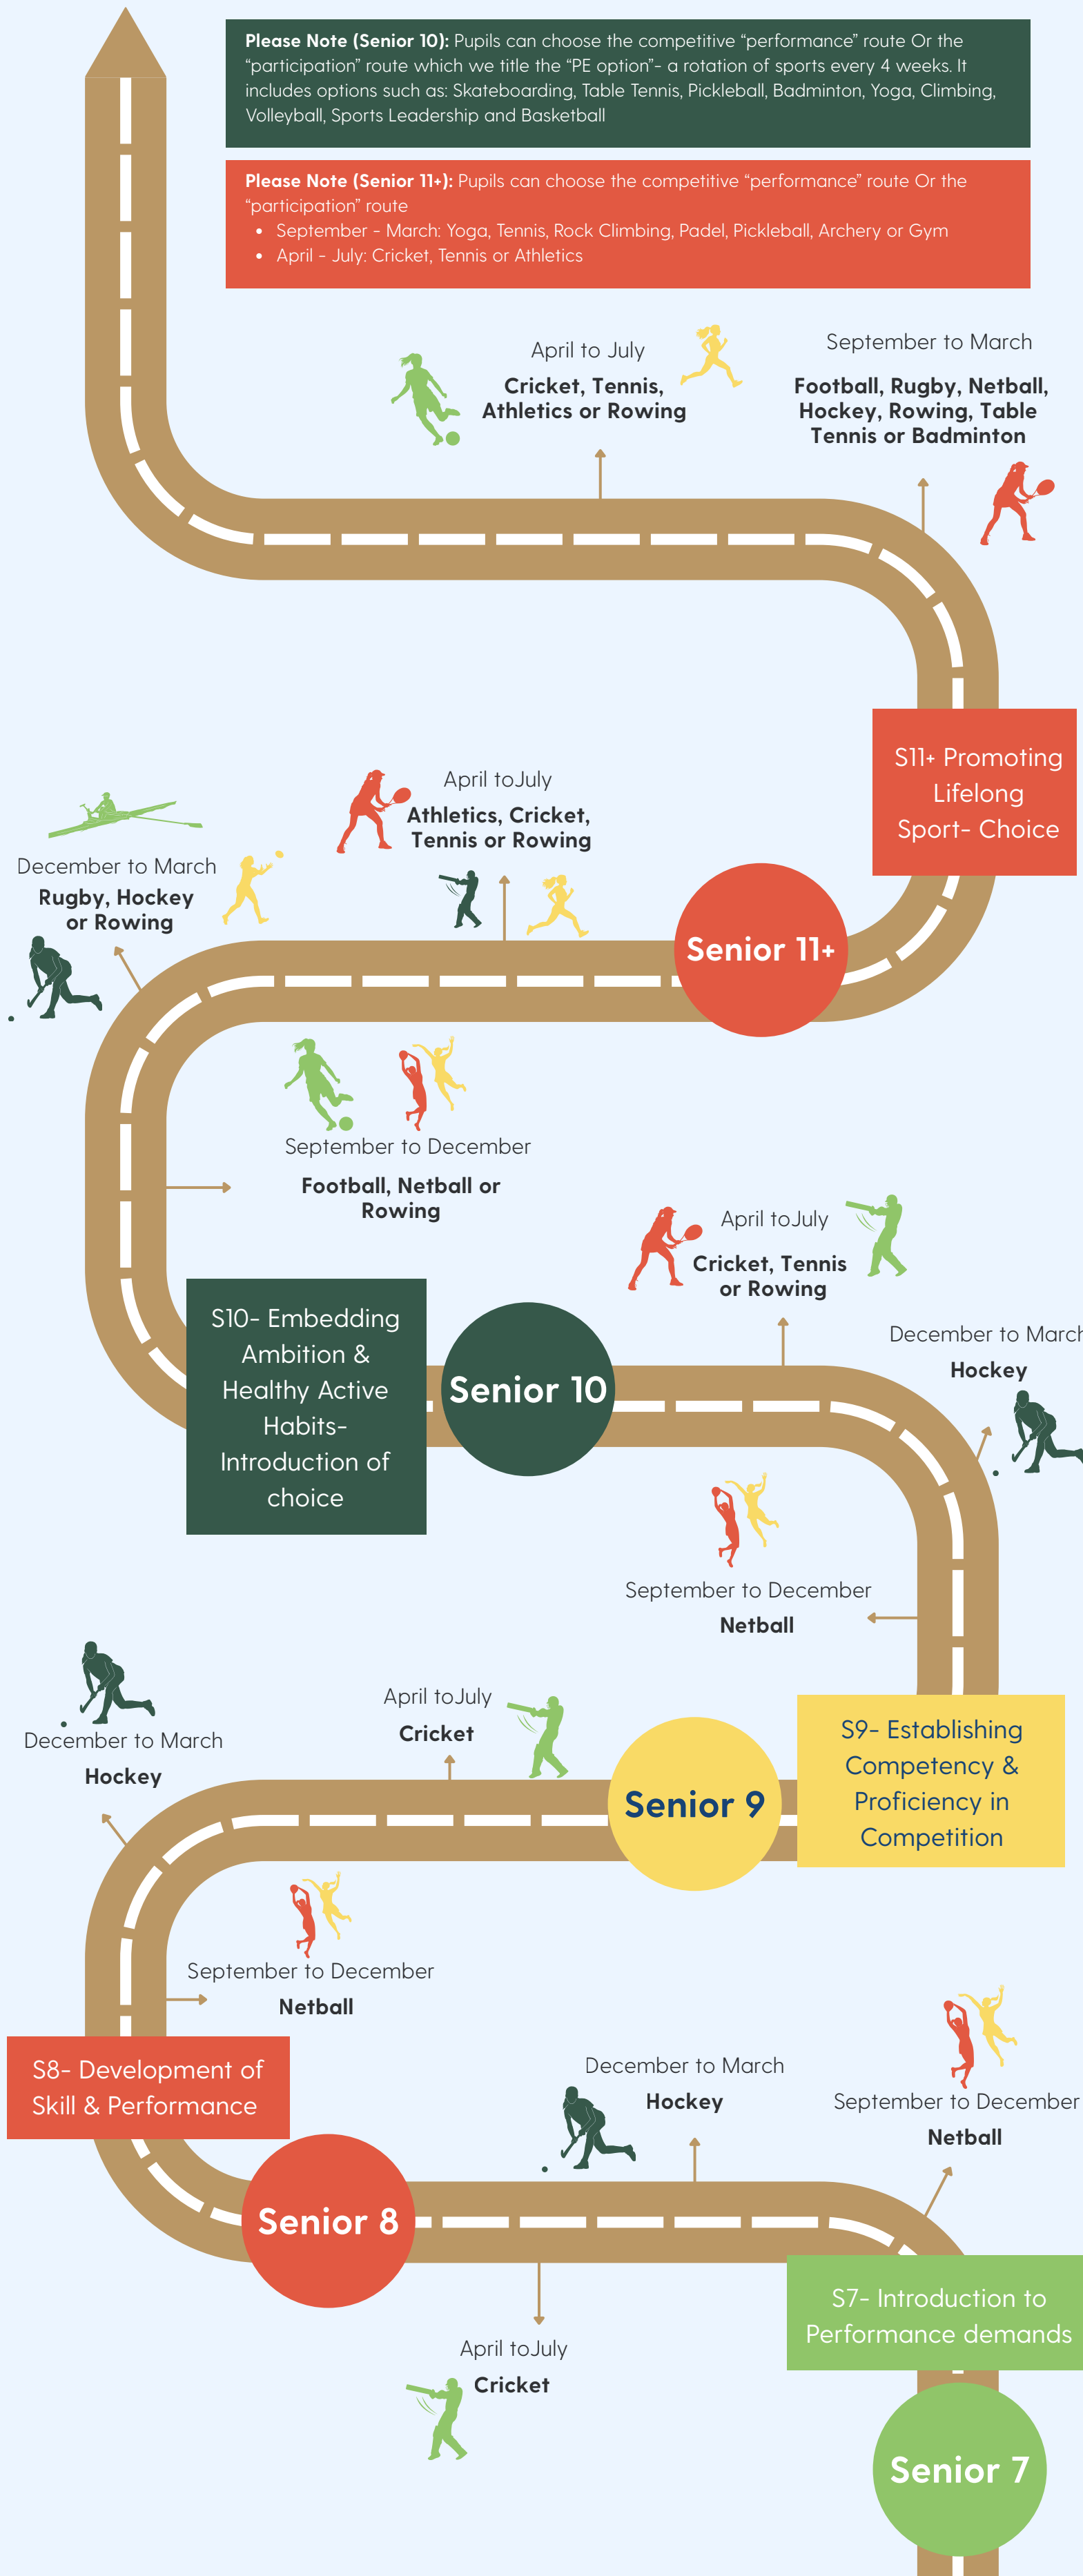 Please Note (Senior 10): Pupils can choose the competitive “performance” route Or the
“participation” route which we title the “PE option”- a rotation of sports every 4 weeks. It
includes options such as: Skateboarding, Table Tennis, Pickleball, Badminton, Yoga, Climbing,
Volleyball, Sports Leadership and Basketball
Please Note (Senior 11+): Pupils can choose the competitive “performance” route Or the
“participation” route
• September - March: Yoga, Tennis, Rock Climbing, Padel, Pickleball, Archery or Gym
• April - July: Cricket, Tennis or Athletics
April to July
Cricket, Tennis,
Athletics or Rowing
September to March
Football, Rugby, Netball,
Hockey, Rowing, Table
Tennis or Badminton
S11+ Promoting
Lifelong
Sport- Choice
April toJuly
Athletics, Cricket,
Tennis or Rowing
December to March
Rugby, Hockey
or Rowing
Senior 11+
September to December
Football, Netball or
Rowing
April toJuly
Cricket, Tennis
or Rowing
S10- Embedding
Ambition &
Healthy Active
Habits-
Introduction of
choice
Senior 10
December to March
Hockey
September to December
Netball
December to March
Hockey
April toJuly
Cricket
Senior 9
S9- Establishing
Competency &
Proficiency in
Competition
September to December
Netball
S8- Development of
Skill & Performance
December to March
Hockey
September to December
Netball
Senior 8
S7- Introduction to
Performance demands
April toJuly
Cricket
Senior 7